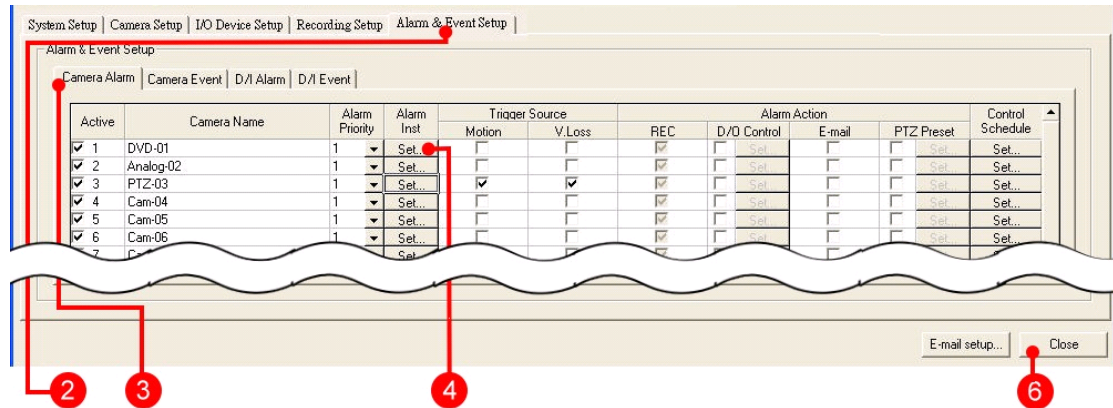 System Setup | Camera Setup | I/O Device Setup | Recording Setup | Alarm & Event Setup |
Alarm & Event Setup
Camera Alarm | Camera Event | D/I Alarm | D/I Event |
Active Camera Name Alarm Priority Alarm Inst Trigger Source Alarm Action Control Schedule
Motion V.Loss REC D/O Control E-mail PTZ Preset
1 DVD-01 1 Set... Set... Set... Set...
2 Analog-02 1 Set... Set... Set... Set...
3 PTZ-03 1 Set... Set... Set... Set...
4 Cam-04 1 Set... Set... Set... Set...
5 Cam-05 1 Set... Set... Set... Set...
6 Cam-06 1 Set... Set... Set... Set...
7 Set...
E-mail setup... Close
2 3 4 6